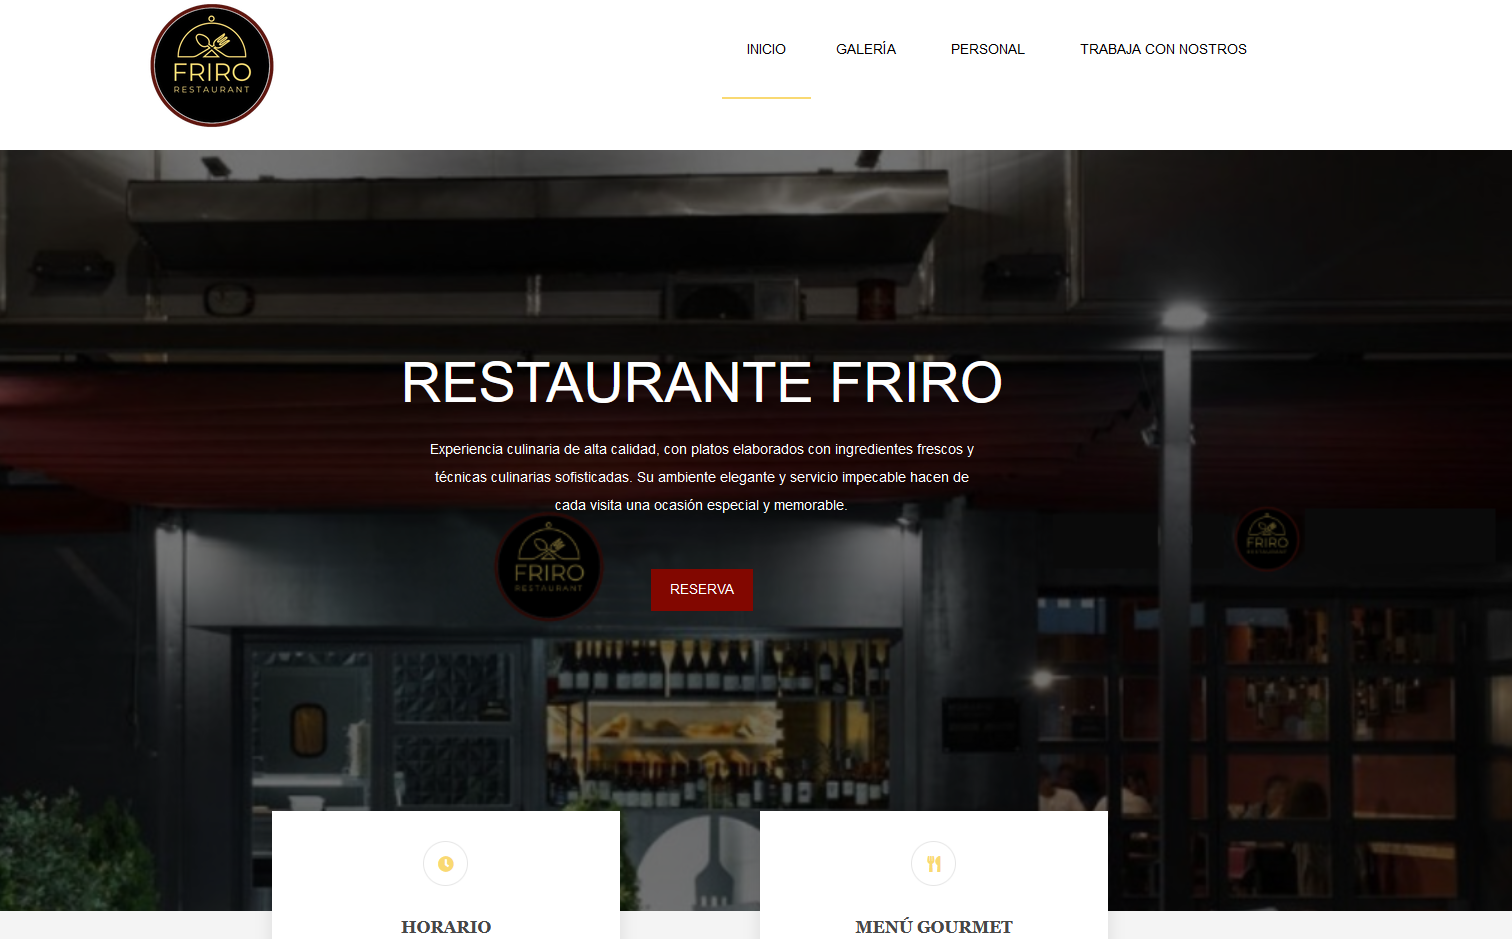 FRIRO
RESTAURANT
INICIO GALERÍA PERSONAL TRABAJA CON NOSTROS
RESTAURANTE FRIRO
Experiencia culinaria de alta calidad, con platos elaborados con ingredientes frescos y
técnicas culinarias sofisticadas. Su ambiente elegante y servicio impecable hacen de
cada visita una ocasión especial y memorable.
FRIRO
RESTAURANT
FRIRO
RESTAURANT
RESERVA
HORARIO
MENÚ GOURMET